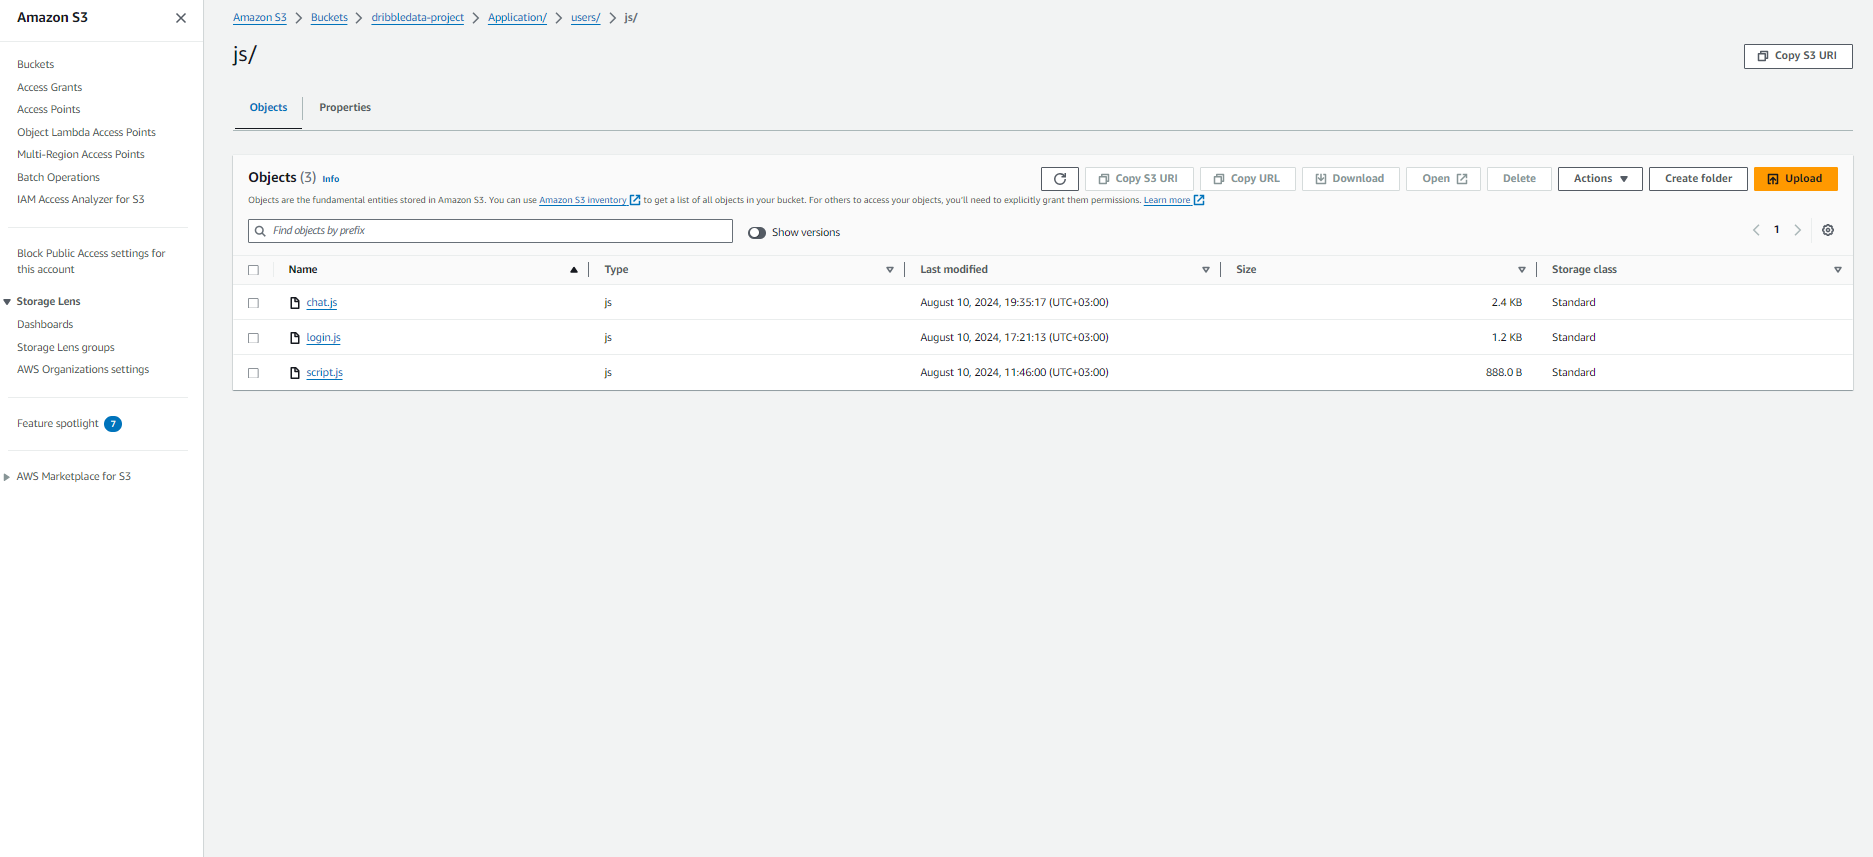 Amazon S3
Buckets
Access Grants
Access Points
Object Lambda Access Points
Multi-Region Access Points
Batch Operations
IAM Access Analyzer for S3
Block Public Access settings for
this account
Storage Lens
Dashboards
Storage Lens groups
AWS Organizations settings
Feature spotlight 7
AWS Marketplace for S3
Amazon S3 Buckets dribbledata-project Application/ users/ js/
js/
Copy S3 URI
Objects Properties
Objects (3) Info
Copy S3 URI Copy URL Download Open Delete Actions Create folder Upload
Objects are the fundamental entities stored in Amazon S3. You can use Amazon S3 inventory to get a list of all objects in your bucket. For others to access your objects, you'll need to explicitly grant them permissions. Learn more
Find objects by prefix Show versions 1
Name Type Last modified Size Storage class
chat.js js August 10, 2024, 19:35:17 (UTC+03:00) 2.4 KB Standard
login.js js August 10, 2024, 17:21:13 (UTC+03:00) 1.2 KB Standard
script.js js August 10, 2024, 11:46:00 (UTC+03:00) 888.0 B Standard